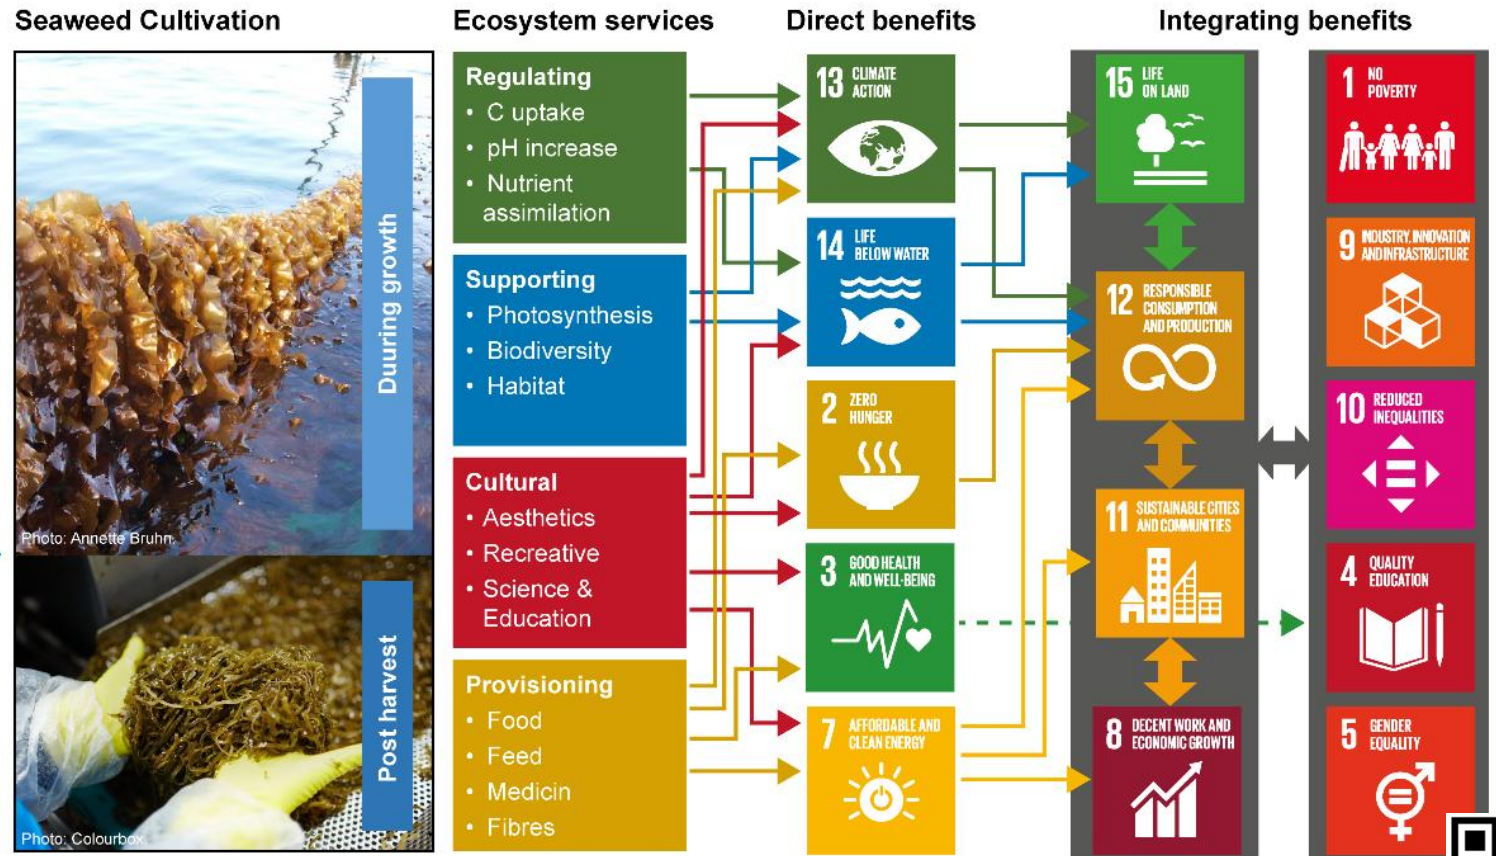 Seaweed Cultivation
Ecosystem services
Direct benefits
Integrating benefits
During growth
Photo: Annette Bruhn
Post harvest
Photo: Colourbox
Regulating
• C uptake
• pH increase
• Nutrient
assimilation
Supporting
• Photosynthesis
• Biodiversity
• Habitat
Cultural
• Aesthetics
• Recreative
• Science &
Education
Provisioning
• Food
• Feed
• Medicin
• Fibres
13 CLIMATE
ACTION
14 LIFE
BELOW WATER
2 ZERO
HUNGER
3 GOOD HEALTH
AND WELL-BEING
7 AFFORDABLE AND
CLEAN ENERGY
15 LIFE
ON LAND
12 RESPONSIBLE
CONSUMPTION
AND PRODUCTION
11 SUSTAINABLE CITIES
AND COMMUNITIES
8 DECENT WORK AND
ECONOMIC GROWTH
1 NO
POVERTY
9 INDUSTRY, INNOVATION
AND INFRASTRUCTURE
10 REDUCED
INEQUALITIES
4 QUALITY
EDUCATION
5 GENDER
EQUALITY